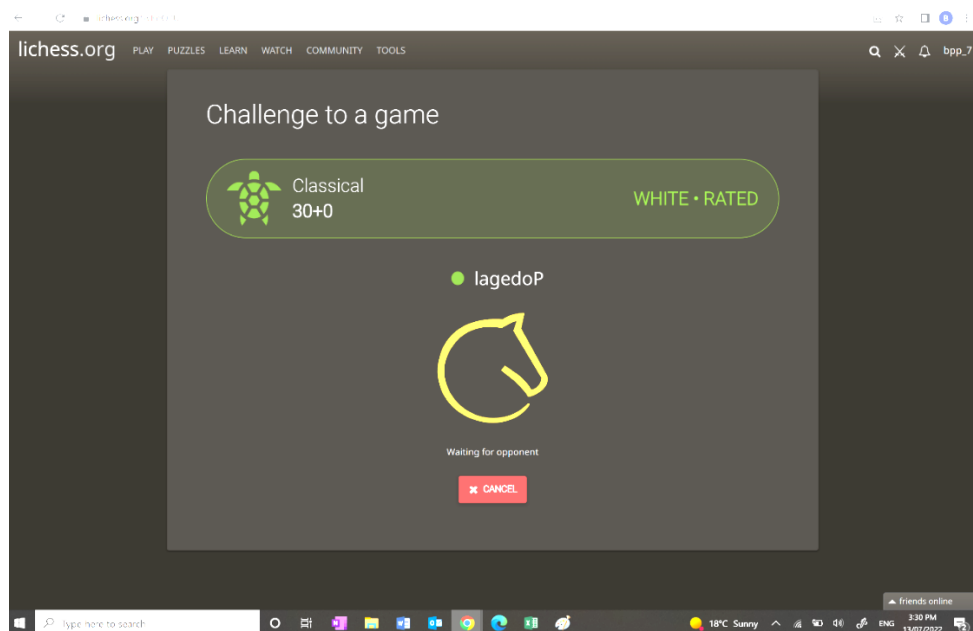 lichess.org PLAY PUZZLES LEARN WATCH COMMUNITY TOOLS bpp_7
Challenge to a game
Classical
30+0
WHITE • RATED
lagedoP
Waiting for opponent
✖ CANCEL
friends online
Type here to search
18°C Sunny ENG 3:30 PM
13/07/2022